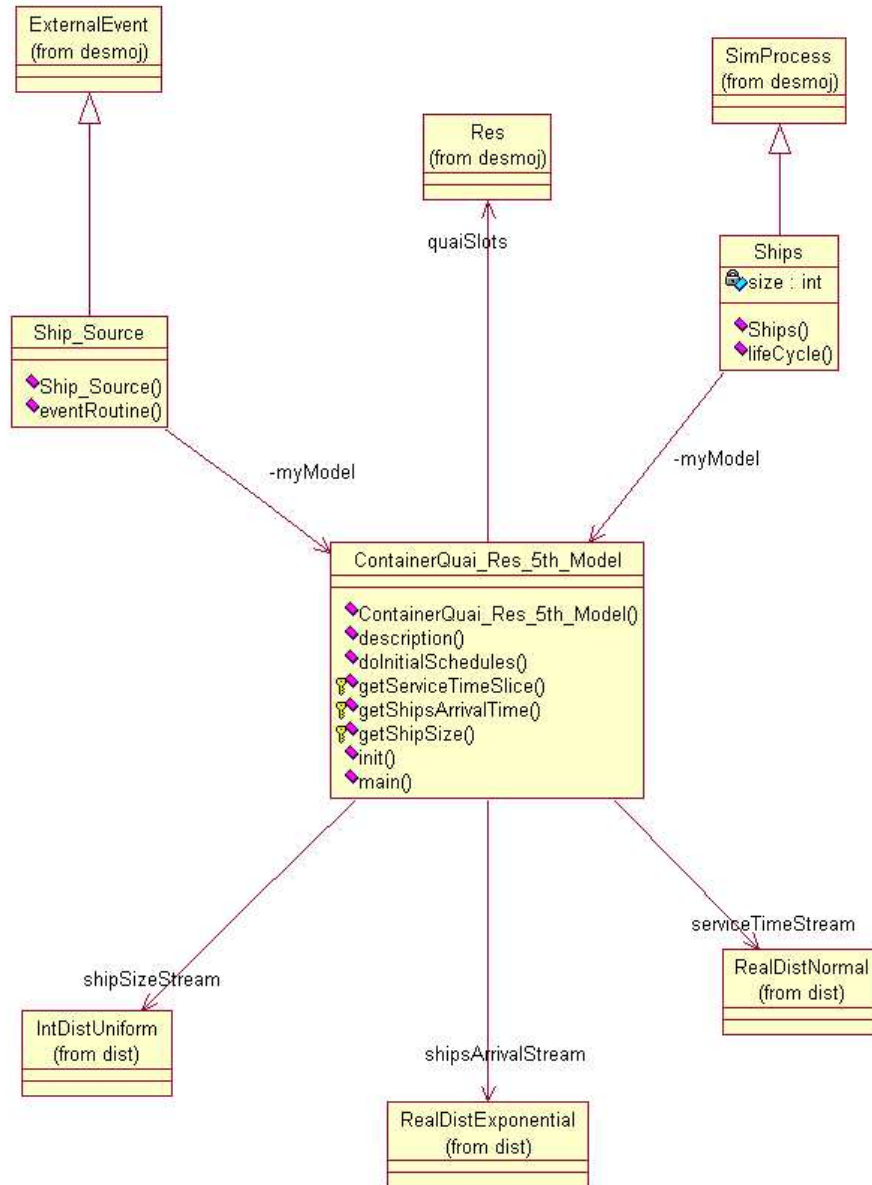 ExternalEvent
(from desmoj)
SimProcess
(from desmoj)
Res
(from desmoj)
quaiSlots
Ships
size : int
Ships()
lifeCycle()
Ship_Source
Ship_Source()
eventRoutine()
-myModel
-myModel
ContainerQuai_Res_5th_Model
ContainerQuai_Res_5th_Model()
description()
doInitialSchedules()
getServiceTimeSlice()
getShipsArrivalTime()
getShipSize()
init()
main()
serviceTimeStream
shipSizeStream
RealDistNormal
(from dist)
IntDistUniform
(from dist)
shipsArrivalStream
RealDistExponential
(from dist)